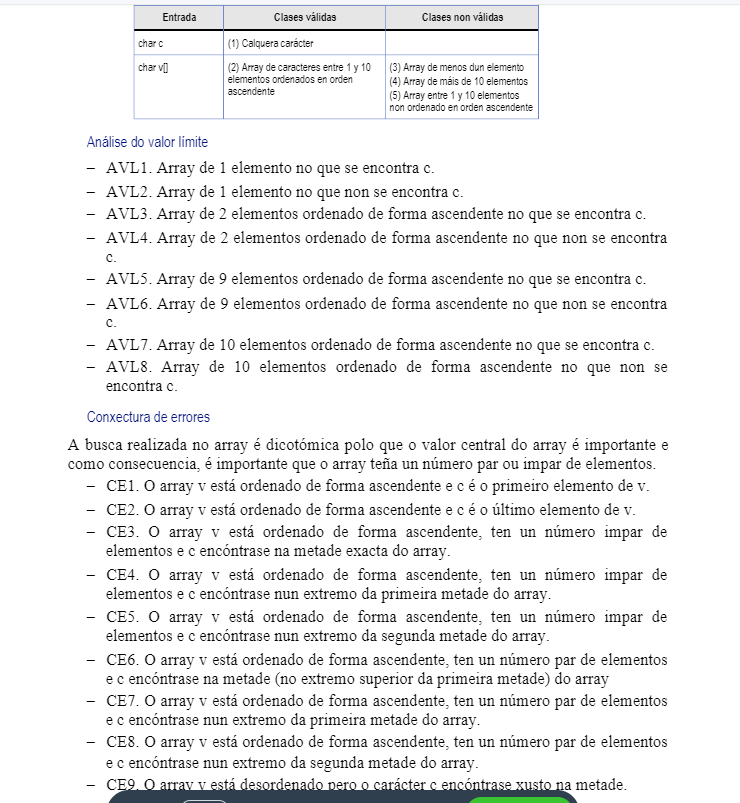 Entrada Clases válidas Clases non válidas
char c (1) Calquera carácter
char v[] (2) Array de caracteres entre 1 y 10 elementos ordenados en orden ascendente
(3) Array de menos dun elemento
(4) Array de máis de 10 elementos
(5) Array entre 1 y 10 elementos
non ordenado en orden ascendente
Análise do valor límite
– AVL1. Array de 1 elemento no que se encontra c.
– AVL2. Array de 1 elemento no que non se encontra c.
– AVL3. Array de 2 elementos ordenado de forma ascendente no que se encontra c.
– AVL4. Array de 2 elementos ordenado de forma ascendente no que non se encontra
c.
– AVL5. Array de 9 elementos ordenado de forma ascendente no que se encontra c.
– AVL6. Array de 9 elementos ordenado de forma ascendente no que non se encontra
c.
– AVL7. Array de 10 elementos ordenado de forma ascendente no que se encontra c.
– AVL8. Array de 10 elementos ordenado de forma ascendente no que non se
encontra c.
Conxectura de errores
A busca realizada no array é dicotómica polo que o valor central do array é importante e
como consecuencia, é importante que o array teña un número par ou impar de elementos.
– CE1. O array v está ordenado de forma ascendente e c é o primeiro elemento de v.
– CE2. O array v está ordenado de forma ascendente e c é o último elemento de v.
– CE3. O array v está ordenado de forma ascendente, ten un número impar de
elementos e c encóntrase na metade exacta do array.
– CE4. O array v está ordenado de forma ascendente, ten un número impar de
elementos e c encóntrase nun extremo da primeira metade do array.
– CE5. O array v está ordenado de forma ascendente, ten un número impar de
elementos e c encóntrase nun extremo da segunda metade do array.
– CE6. O array v está ordenado de forma ascendente, ten un número par de elementos
e c encóntrase na metade (no extremo superior da primeira metade) do array
– CE7. O array v está ordenado de forma ascendente, ten un número par de elementos
e c encóntrase nun extremo da primeira metade do array.
– CE8. O array v está ordenado de forma ascendente, ten un número par de elementos
e c encóntrase nun extremo da segunda metade do array.
– CE9. O array v está desordenado pero o carácter c encóntrase xusto na metade.